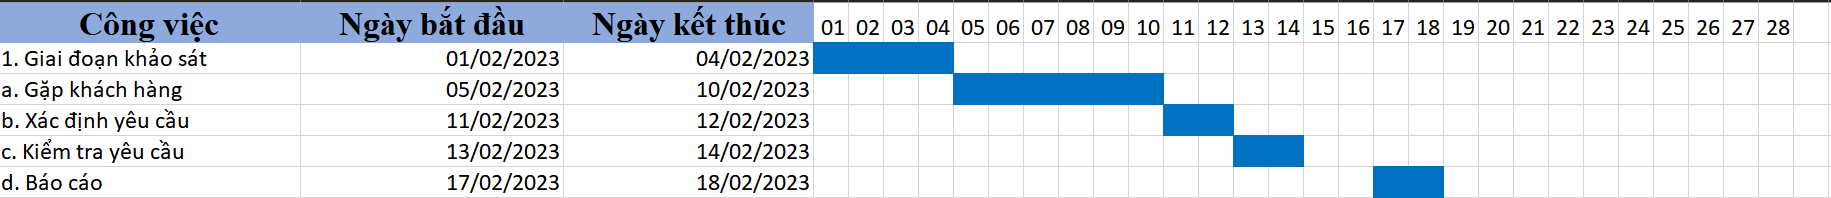 Công việc Ngày bắt đầu Ngày kết thúc 01 02 03 04 05 06 07 08 09 10 11 12 13 14 15 16 17 18 19 20 21 22 23 24 25 26 27 28
1. Giai đoạn khảo sát 01/02/2023 04/02/2023
a. Gặp khách hàng 05/02/2023 10/02/2023
b. Xác định yêu cầu 11/02/2023 12/02/2023
c. Kiểm tra yêu cầu 13/02/2023 14/02/2023
d. Báo cáo 17/02/2023 18/02/2023